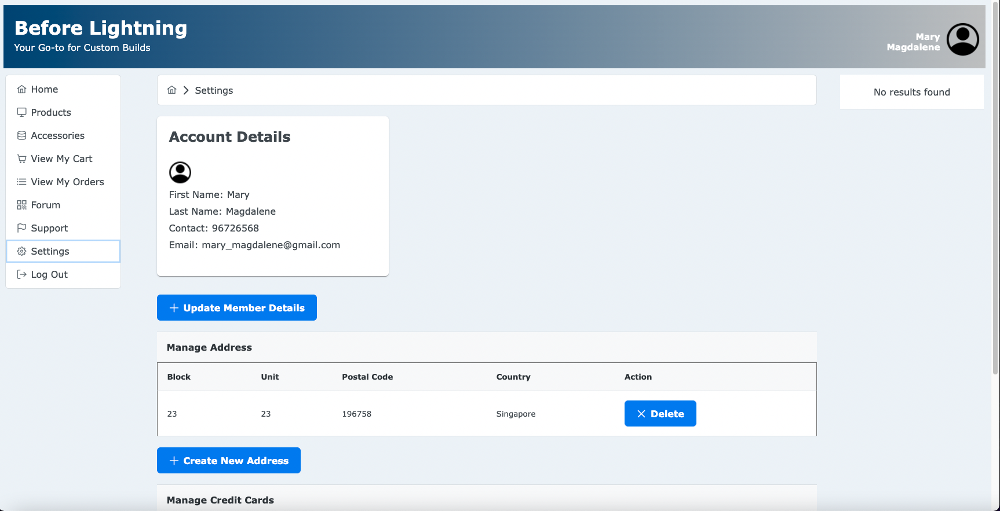 Before Lightning
Your Go-to for Custom Builds
Mary
Magdalene
Home
Products
Accessories
View My Cart
View My Orders
Forum
Support
Settings
Log Out
Settings
No results found
Account Details
First Name: Mary
Last Name: Magdalene
Contact: 96726568
Email: mary_magdalene@gmail.com
Update Member Details
Manage Address
Block Unit Postal Code Country Action
23 23 196758 Singapore Delete
Create New Address
Manage Credit Cards